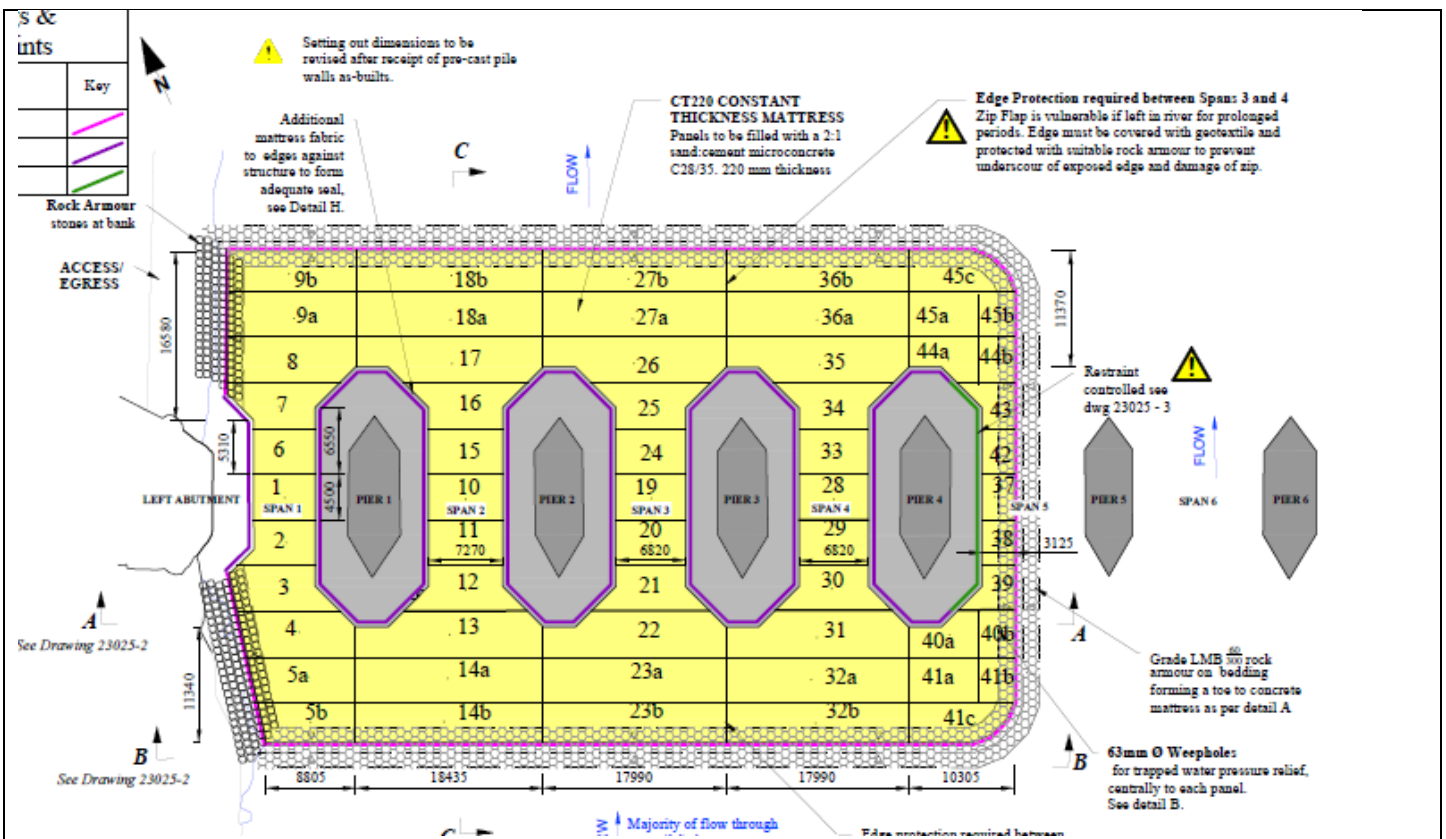 s &
ints
Key
N
Setting out dimensions to be
revised after receipt of pre-cast pile
walls as-builts.
Additional
mattress fabric
to edges against
structure to form
adequate seal,
see Detail H.
C
FLOW
CT220 CONSTANT
THICKNESS MATTRESS
Panels to be filled with a 2:1
sand:cement microconcrete
C28/35. 220 mm thickness
Edge Protection required between Spans 3 and 4
Zip Flap is vulnerable if left in river for prolonged
periods. Edge must be covered with geotextile and
protected with suitable rock armour to prevent
underscour of exposed edge and damage of zip.
Rock Armour
stones at bank
ACCESS/
EGRESS
16580
9b 18b 27b 36b 45c
9a 18a 27a 36a 45a 45b
11370
8 17 26 35 44a 44b
Restraint
controlled see
dwg 23025 - 3
7 16 25 34 43
5310
6 6550 15 24 33 42
FLOW
1 10 19 28 37
LEFT ABUTMENT
SPAN 1 4500 PIER 1 SPAN 2 PIER 2 SPAN 3 PIER 3 SPAN 4 PIER 4 SPAN 5 PIER 5 SPAN 6 PIER 6
2 11 20 29 38
7270 6820 6820 3125
3 12 21 30 39
A
See Drawing 23025-2
A
4 13 22 31 40a 40b
11340
5a 14a 23a 32a 41a 41b
5b 14b 23b 32b 41c
Grade LMB 60/300 rock
armour on bedding
forming a toe to concrete
mattress as per detail A
B
See Drawing 23025-2
B
63mm Ø Weepholes
for trapped water pressure relief,
centrally to each panel.
See detail B.
8805 18435 17990 17990 10305
C
Majority of flow through
Edge protection required between